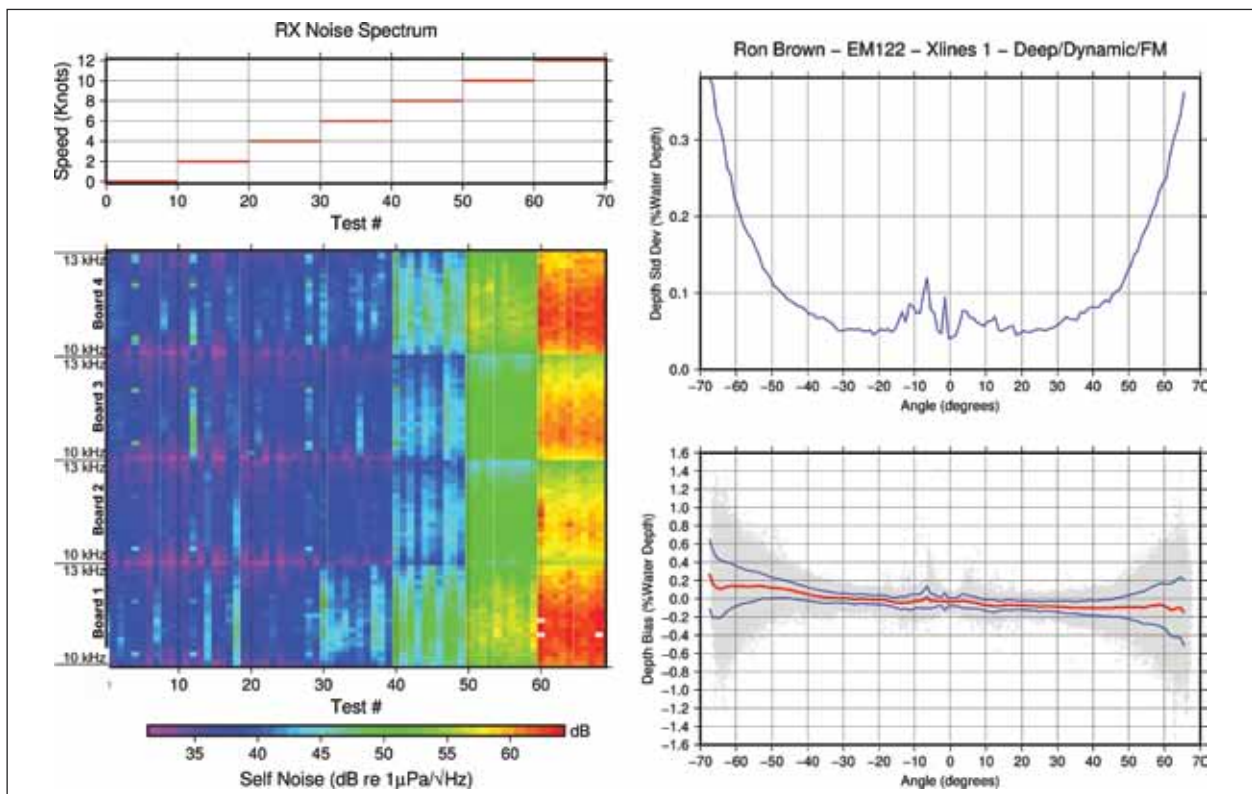 RX Noise Spectrum
12
10
8
6
4
2
0
Speed (Knots)
0 10 20 30 40 50 60 70
Test #
13 kHz
Board 4
10 kHz
13 kHz
Board 3
10 kHz
13 kHz
Board 2
10 kHz
13 kHz
Board 1
10 kHz
1 10 20 30 40 50 60
Test #
dB
35 40 45 50 55 60
Self Noise (dB re 1µPa/√Hz)
Ron Brown – EM122 – Xlines 1 – Deep/Dynamic/FM
0.3
0.2
0.1
0.0
Depth Std Dev (%Water Depth)
−70 −60 −50 −40 −30 −20 −10 0 10 20 30 40 50 60 70
Angle (degrees)
1.6
1.4
1.2
1.0
0.8
0.6
0.4
0.2
0.0
−0.2
−0.4
−0.6
−0.8
−1.0
−1.2
−1.4
−1.6
Depth Bias (%Water Depth)
−70 −60 −50 −40 −30 −20 −10 0 10 20 30 40 50 60 70
Angle (degrees)